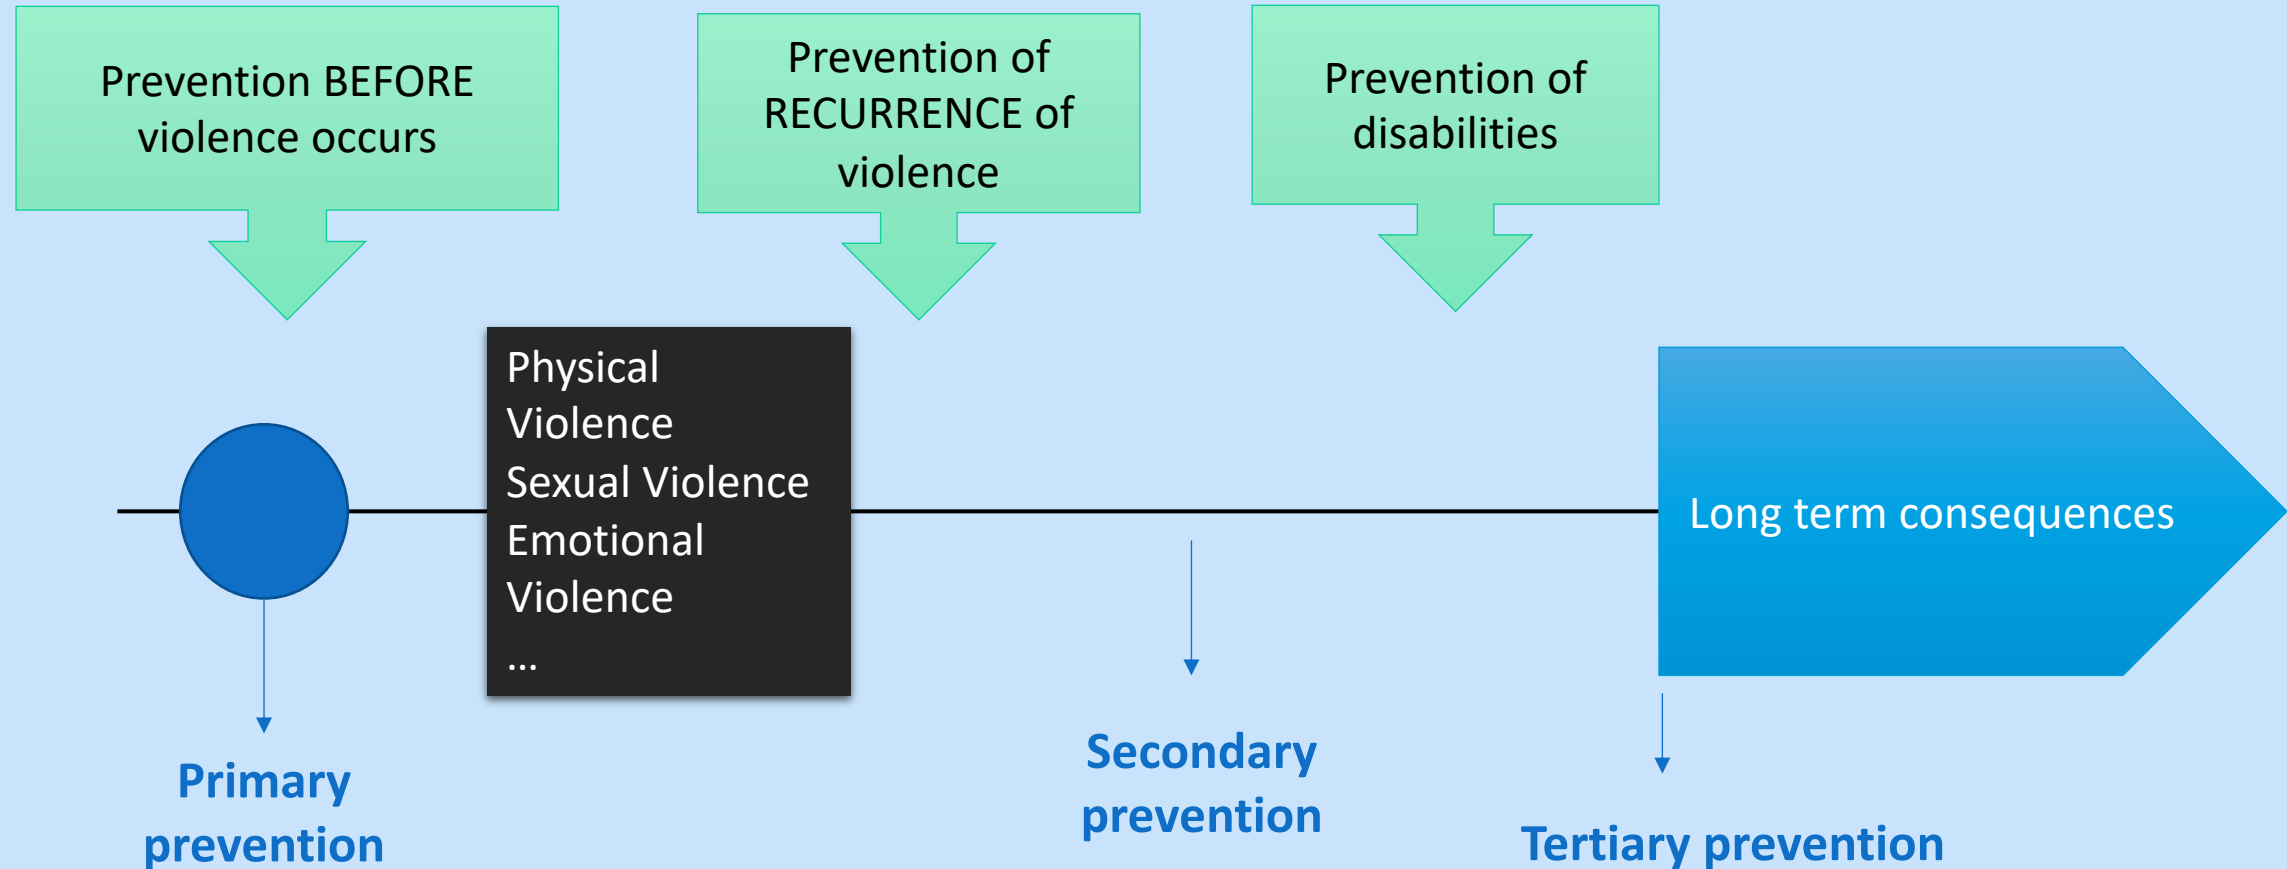 Prevention BEFORE
violence occurs
Prevention of
RECURRENCE of
violence
Prevention of
disabilities
Physical
Violence
Sexual Violence
Emotional
Violence
...
Long term consequences
Primary
prevention
Secondary
prevention
Tertiary prevention